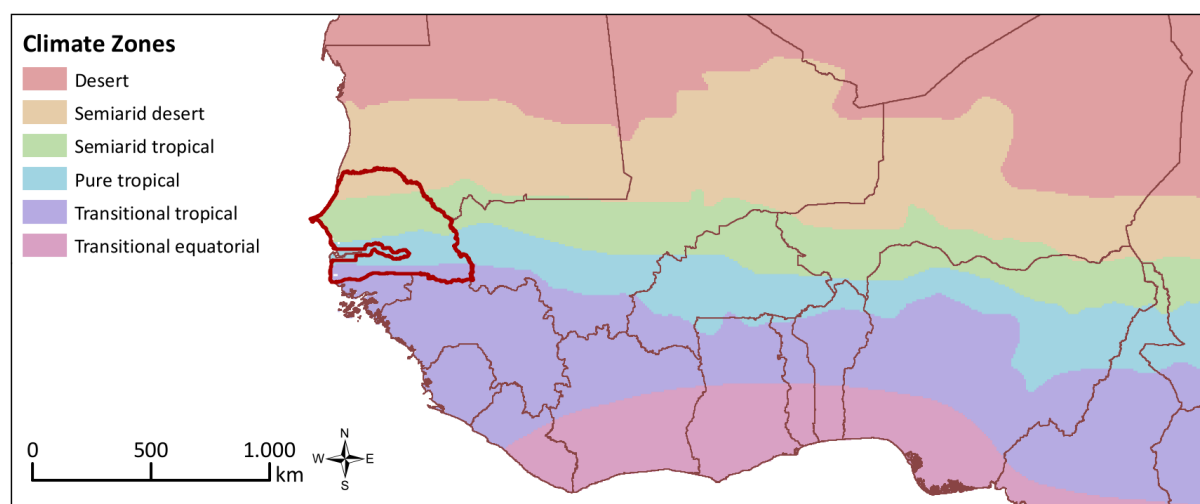 Climate Zones
Desert
Semiarid desert
Semiarid tropical
Pure tropical
Transitional tropical
Transitional equatorial
0 500 1.000
km
N
W E
S